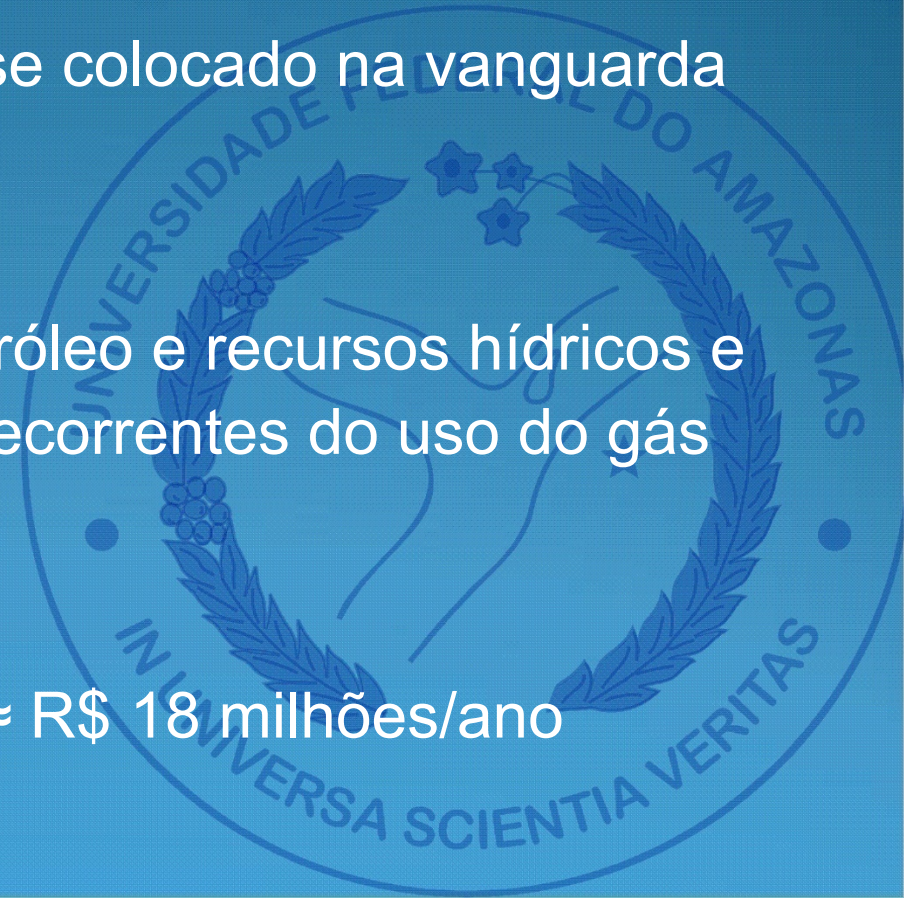 se colocado na vanguarda
UNIVERSIDADE FEDERAL DO AMAZONAS
róleo e recursos hídricos e
ecorrentes do uso do gás
≈ R$ 18 milhões/ano
IN UNIVERSA SCIENTIA VERITAS